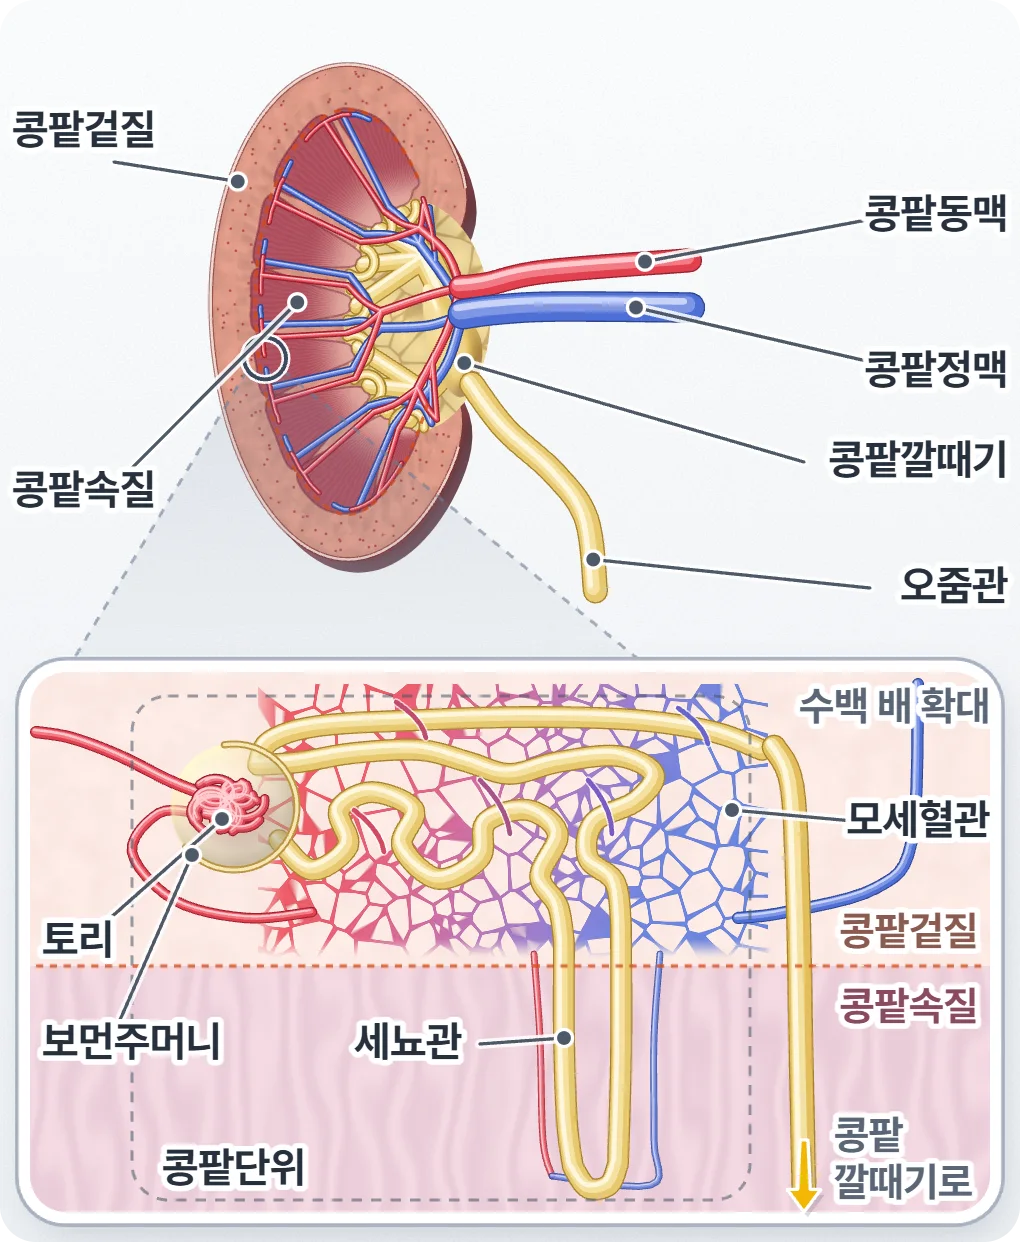 콩팥겉질
콩팥동맥
콩팥정맥
콩팥깔때기
콩팥속질
오줌관
수백 배 확대
모세혈관
콩팥겉질
토리
콩팥속질
보먼주머니
세뇨관
콩팥
깔때기로
콩팥단위